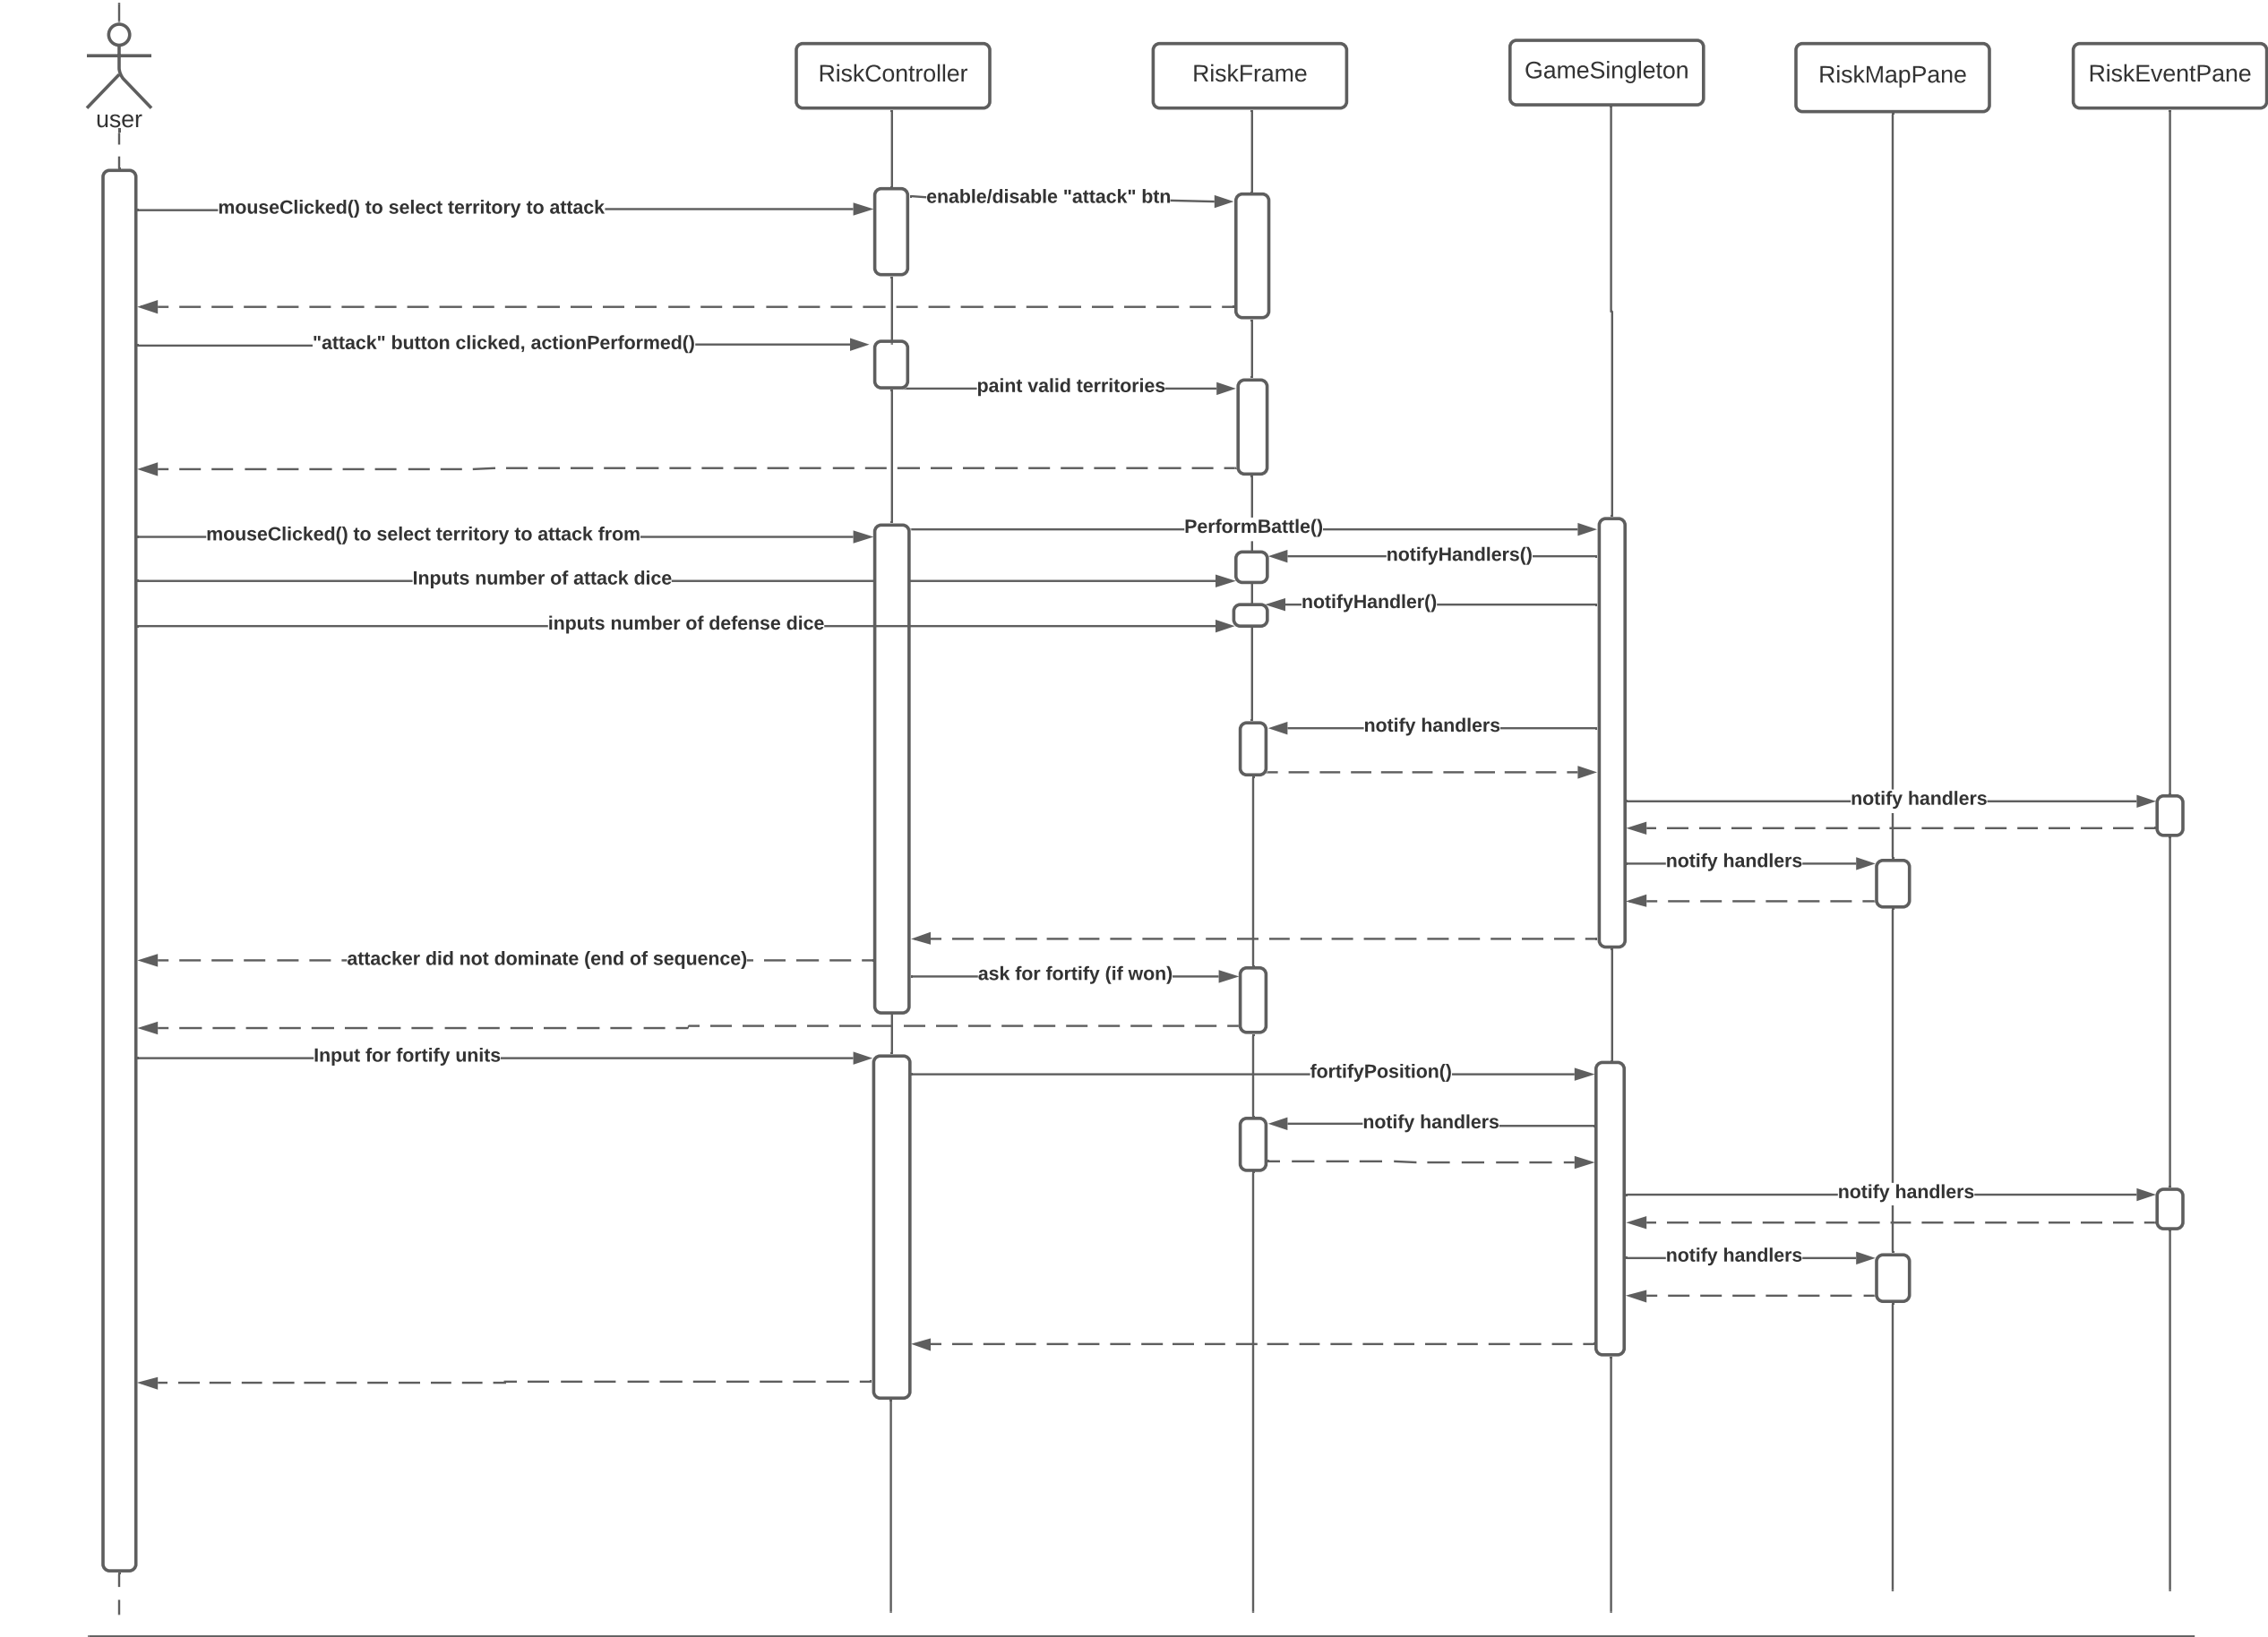 user
RiskController
RiskFrame
GameSingleton
RiskMapPane
RiskEventPane
mouseClicked() to select territory to attack
enable/disable "attack" btn
"attack" button clicked, actionPerformed()
paint valid territories
mouseClicked() to select territory to attack from
PerformBattle()
notifyHandlers()
Inputs number of attack dice
notifyHandler()
inputs number of defense dice
notify handlers
notify handlers
notify handlers
attacker did not dominate (end of sequence)
ask for fortify (if won)
Input for fortify units
fortifyPosition()
notify handlers
notify handlers
notify handlers